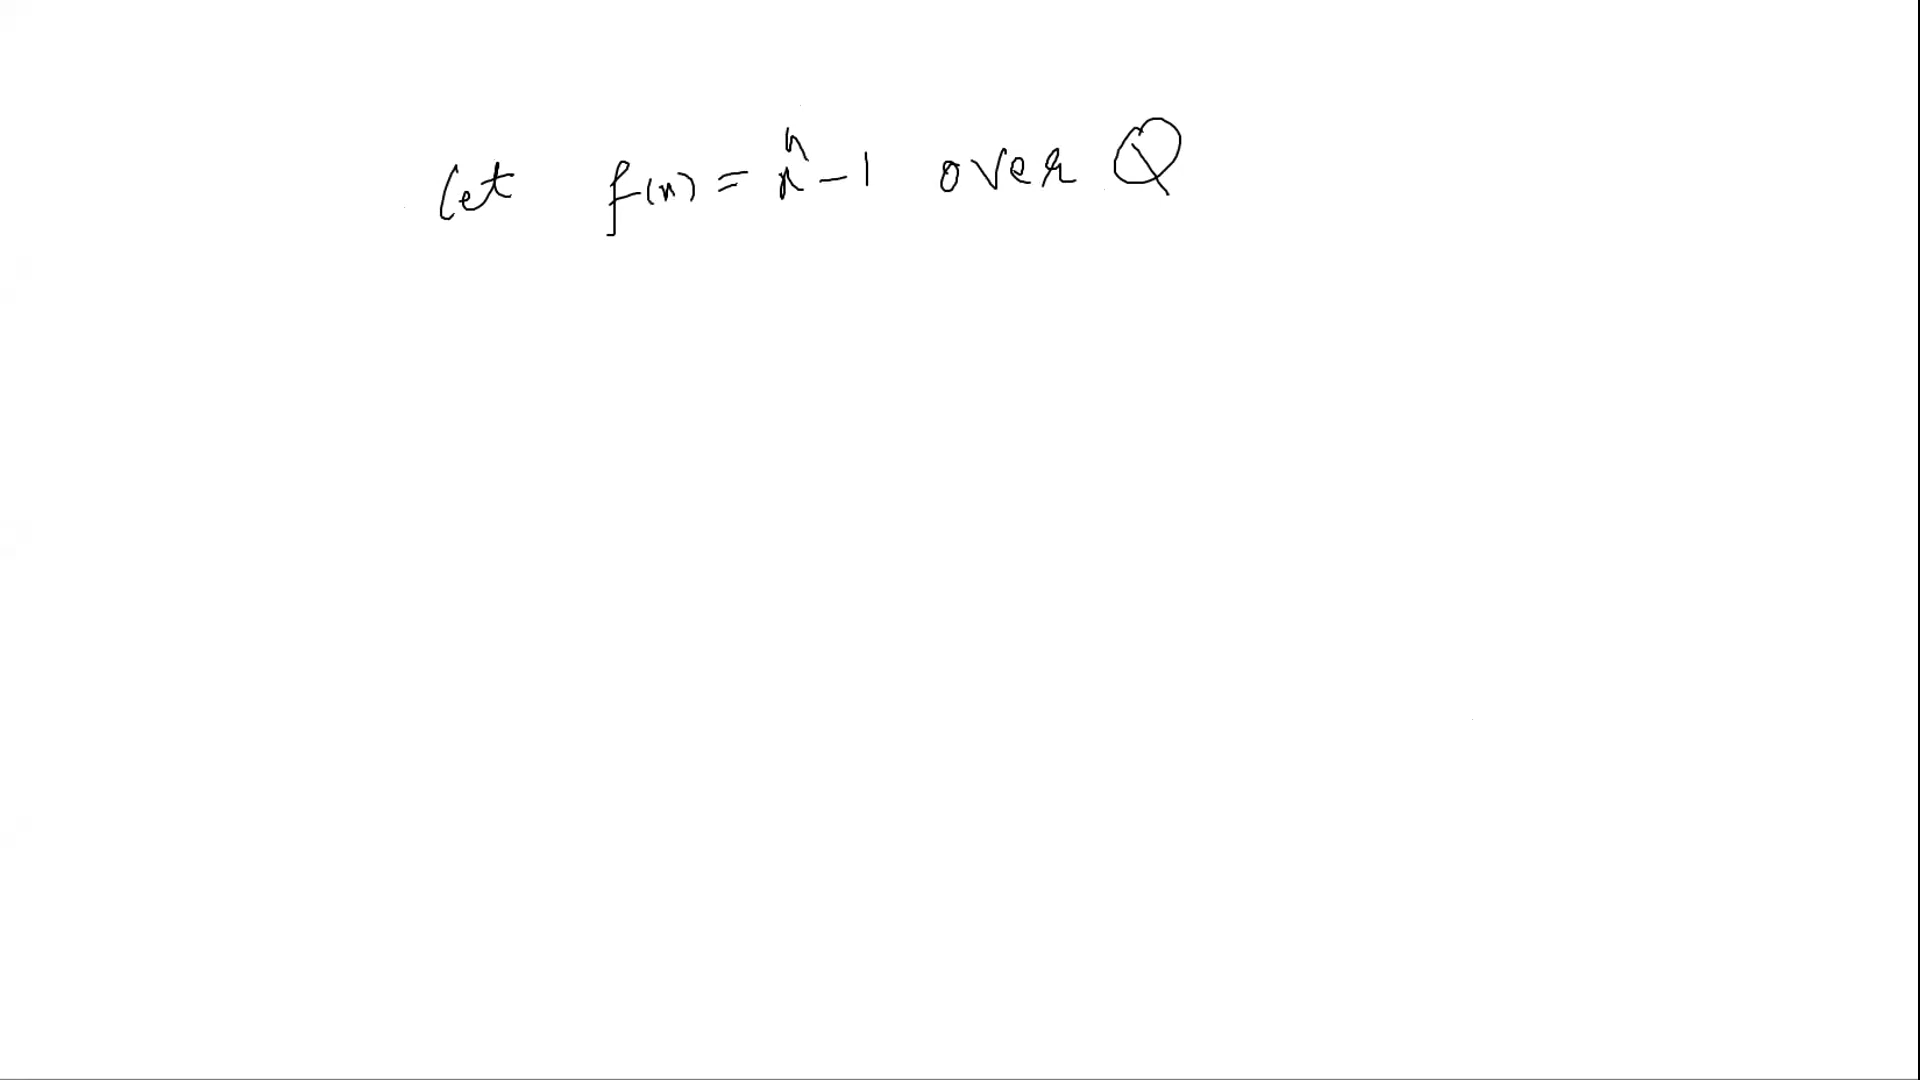 Let f(x) = x^n - 1 over Q